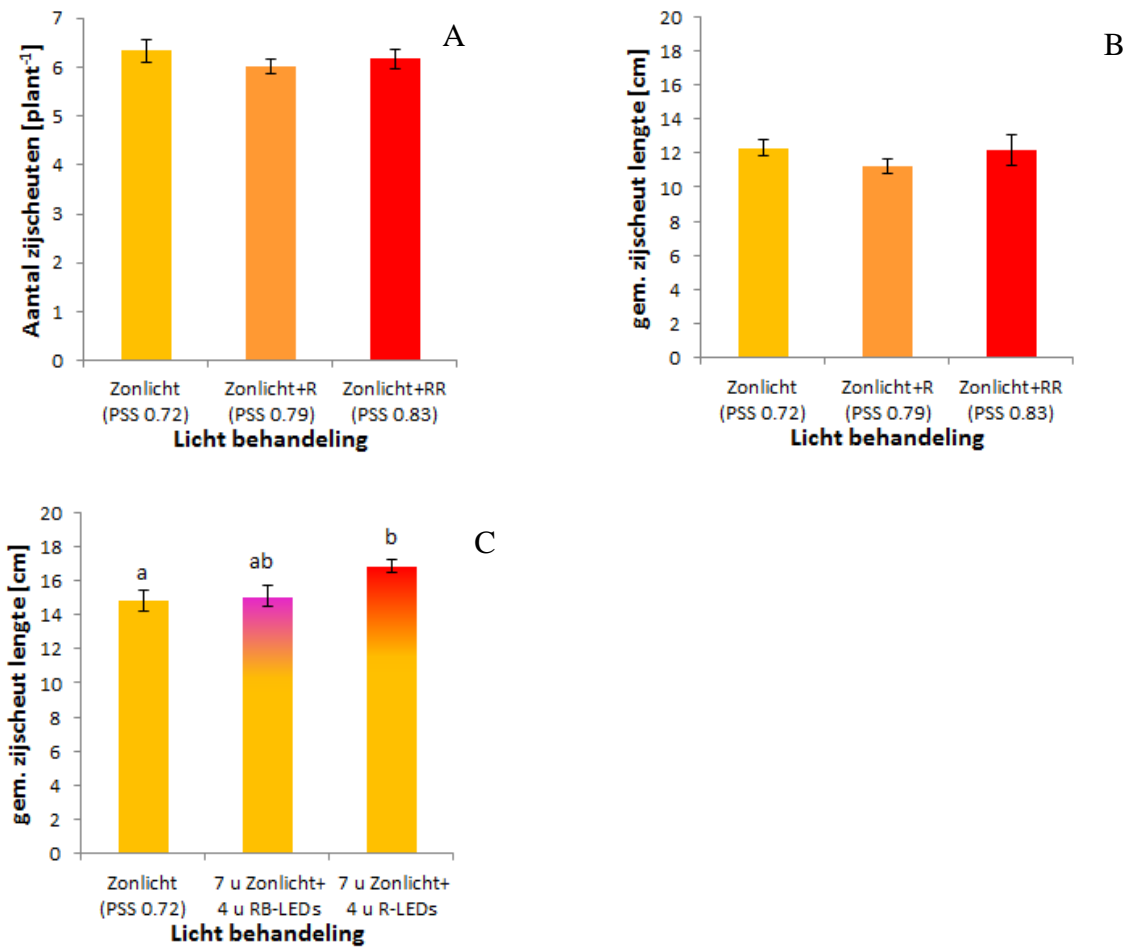 A
Aantal zijscheuten [plant-1]
7
6
5
4
3
2
1
0
Zonlicht Zonlicht+R Zonlicht+RR
(PSS 0.72) (PSS 0.79) (PSS 0.83)
Licht behandeling
B
gem. zijscheut lengte [cm]
20
18
16
14
12
10
8
6
4
2
0
Zonlicht Zonlicht+R Zonlicht+RR
(PSS 0.72) (PSS 0.79) (PSS 0.83)
Licht behandeling
C
gem. zijscheut lengte [cm]
20
18
16
14
12
10
8
6
4
2
0
a ab b
Zonlicht 7 u Zonlicht+ 7 u Zonlicht+
(PSS 0.72) 4 u RB-LEDs 4 u R-LEDs
Licht behandeling